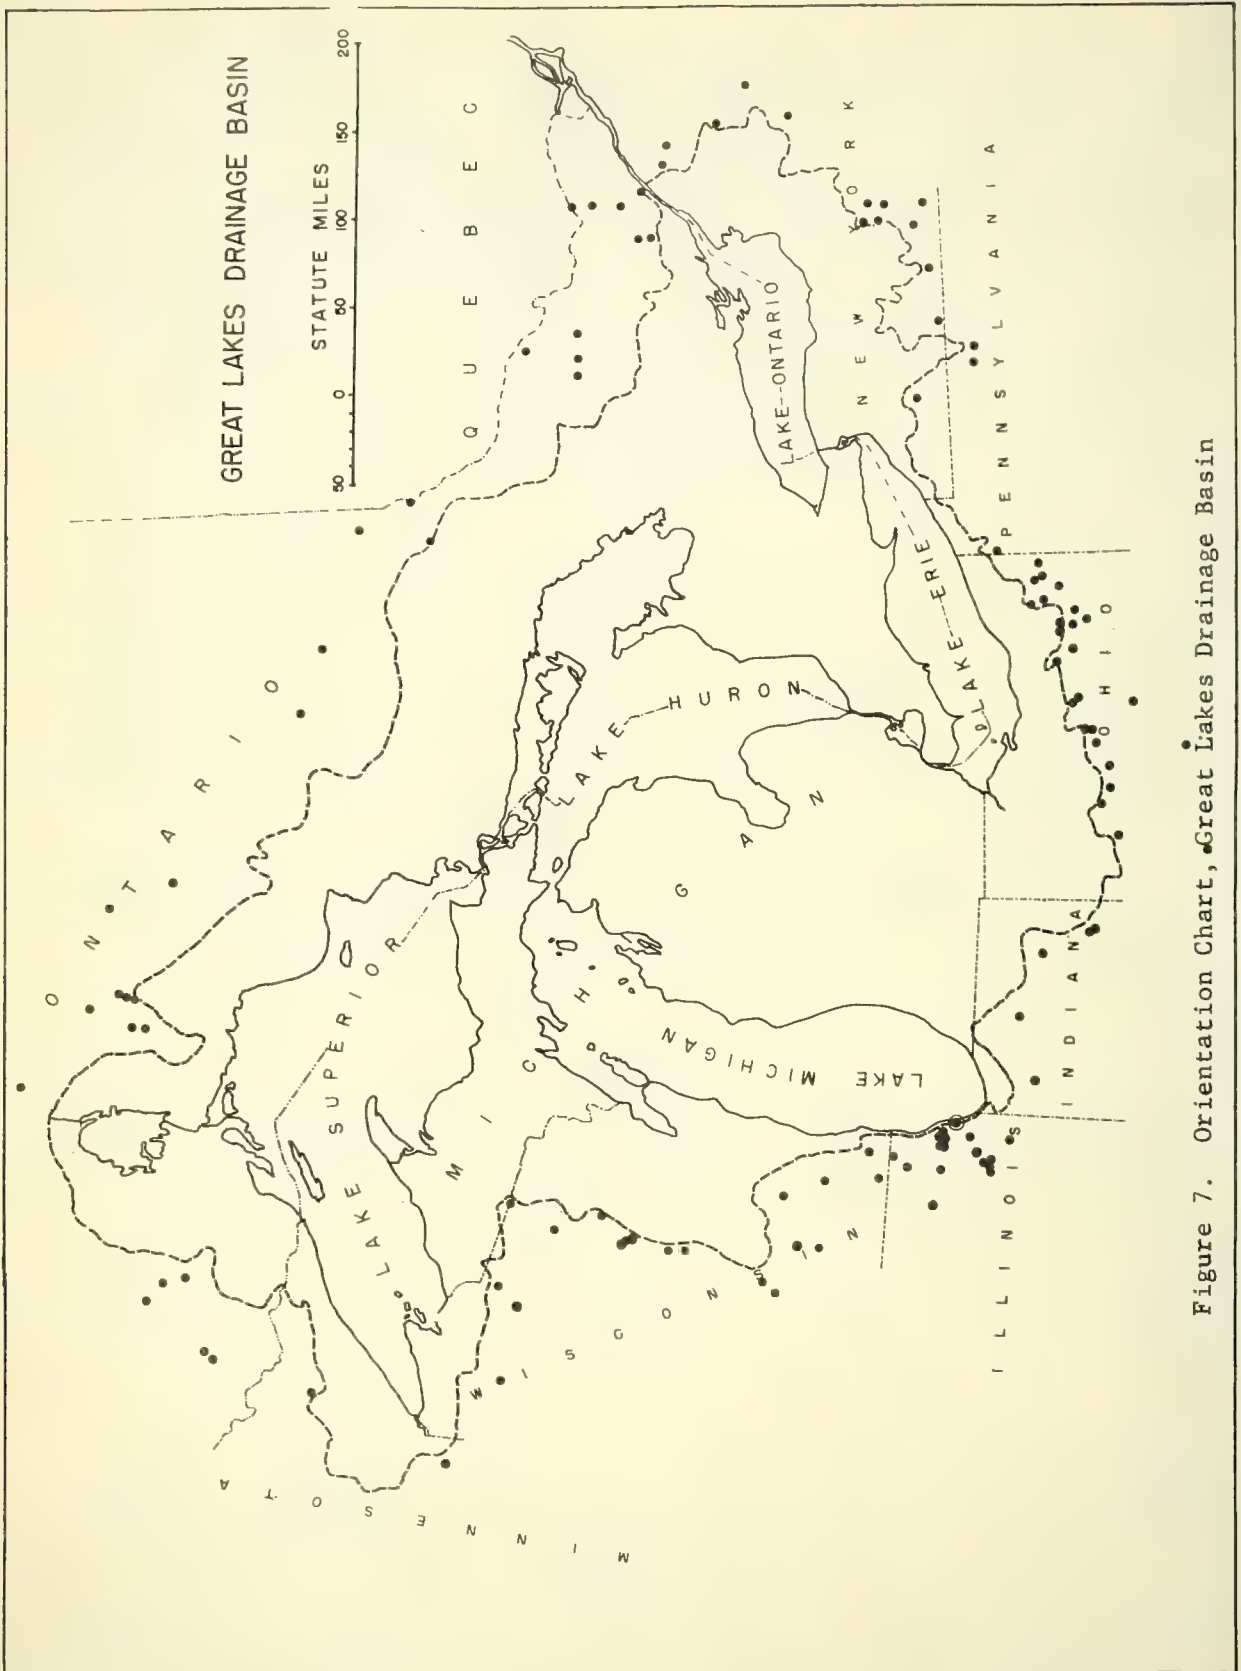 GREAT LAKES DRAINAGE BASIN
STATUTE MILES
50 0 50 100 150 200
QUEBEC
ONTARIO
MINNESOTA
LAKE SUPERIOR
WISCONSIN
MICHIGAN
LAKE MICHIGAN
LAKE HURON
LAKE ERIE
LAKE ONTARIO
NEW YORK
PENNSYLVANIA
OHIO
INDIANA
ILLINOIS
Figure 7. Orientation Chart, Great Lakes Drainage Basin